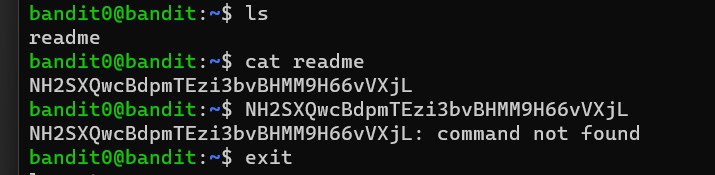 bandit0@bandit:~$ ls
readme
bandit0@bandit:~$ cat readme
NH2SXQwcBdpmTEzi3bvBHMM9H66vVXjL
bandit0@bandit:~$ NH2SXQwcBdpmTEzi3bvBHMM9H66vVXjL
NH2SXQwcBdpmTEzi3bvBHMM9H66vVXjL: command not found
bandit0@bandit:~$ exit